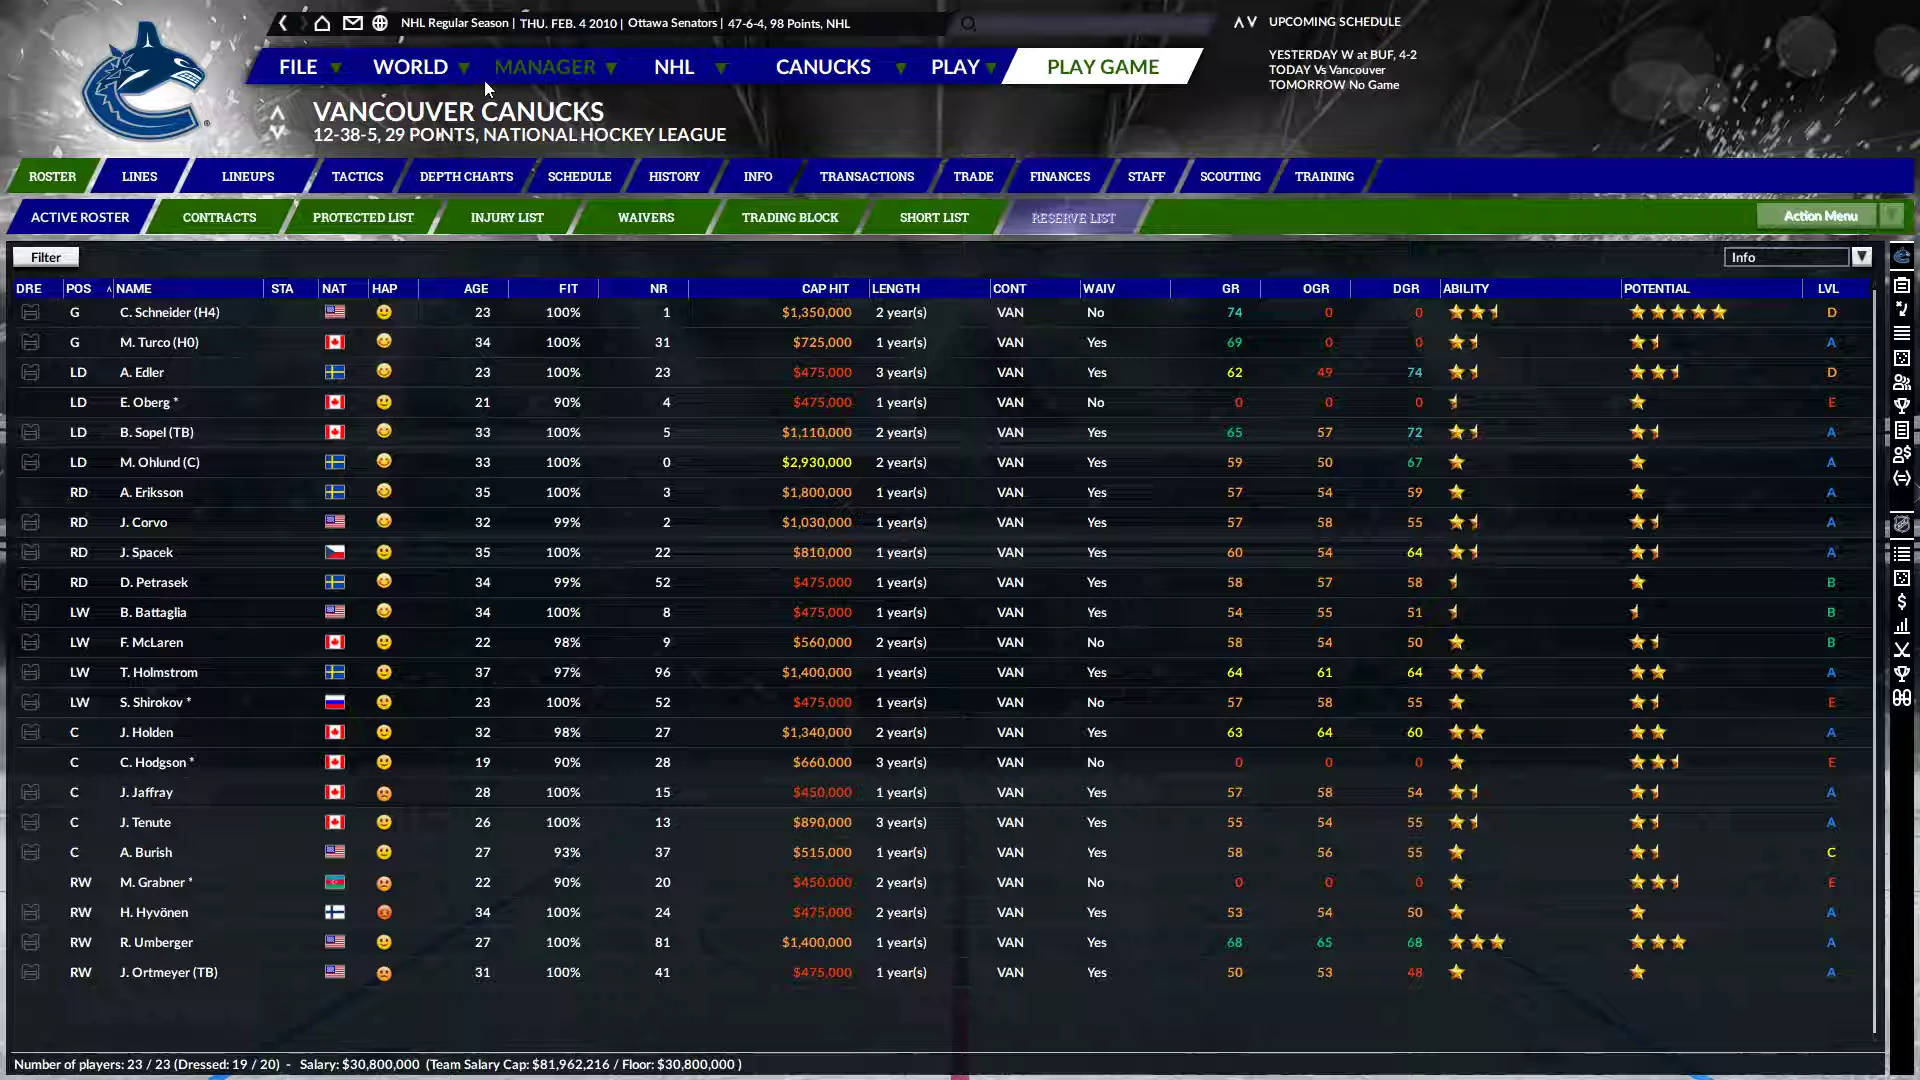 NHL Regular Season | THU. FEB. 4 2010 | Ottawa Senators | 47-6-4, 98 Points, NHL
UPCOMING SCHEDULE
YESTERDAY W at BUF, 4-2
TODAY Vs Vancouver
TOMORROW No Game
FILE WORLD MANAGER NHL CANUCKS PLAY PLAY GAME
VANCOUVER CANUCKS
12-38-5, 29 POINTS, NATIONAL HOCKEY LEAGUE
ROSTER LINES LINEUPS TACTICS DEPTH CHARTS SCHEDULE HISTORY INFO TRANSACTIONS TRADE FINANCES STAFF SCOUTING TRAINING
ACTIVE ROSTER CONTRACTS PROTECTED LIST INJURY LIST WAIVERS TRADING BLOCK SHORT LIST RESERVE LIST Action Menu
Filter Info
DRE POS NAME STA NAT HAP AGE FIT NR CAP HIT LENGTH CONT WAIV GR OGR DGR ABILITY POTENTIAL LVL
G C. Schneider (H4) 23 100% 1 $1,350,000 2 year(s) VAN No 74 0 0 D
G M. Turco (H0) 34 100% 31 $725,000 1 year(s) VAN Yes 69 0 0 A
LD A. Edler 23 100% 23 $475,000 3 year(s) VAN Yes 62 49 74 D
LD E. Oberg * 21 90% 4 $475,000 1 year(s) VAN No 0 0 0 E
LD B. Sopel (TB) 33 100% 5 $1,110,000 2 year(s) VAN Yes 65 57 72 A
LD M. Ohlund (C) 33 100% 0 $2,930,000 2 year(s) VAN Yes 59 50 67 A
RD A. Eriksson 35 100% 3 $1,800,000 1 year(s) VAN Yes 57 54 59 A
RD J. Corvo 32 99% 2 $1,030,000 1 year(s) VAN Yes 57 58 55 A
RD J. Spacek 35 100% 22 $810,000 1 year(s) VAN Yes 60 54 64 A
RD D. Petrasek 34 99% 52 $475,000 1 year(s) VAN Yes 58 57 58 B
LW B. Battaglia 34 100% 8 $475,000 1 year(s) VAN Yes 54 55 51 B
LW F. McLaren 22 98% 9 $560,000 2 year(s) VAN No 58 54 50 B
LW T. Holmstrom 37 97% 96 $1,400,000 1 year(s) VAN Yes 64 61 64 A
LW S. Shirokov * 23 100% 52 $475,000 1 year(s) VAN No 57 58 55 E
C J. Holden 32 98% 27 $1,340,000 2 year(s) VAN Yes 63 64 60 A
C C. Hodgson * 19 90% 28 $660,000 3 year(s) VAN No 0 0 0 E
C J. Jaffray 28 100% 15 $450,000 1 year(s) VAN Yes 57 58 54 A
C J. Tenute 26 100% 13 $890,000 3 year(s) VAN Yes 55 54 55 A
C A. Burish 27 93% 37 $515,000 1 year(s) VAN Yes 58 56 55 C
RW M. Grabner * 22 90% 20 $450,000 2 year(s) VAN No 0 0 0 E
RW H. Hyvönen 34 100% 24 $475,000 2 year(s) VAN Yes 53 54 50 A
RW R. Umberger 27 100% 81 $1,400,000 1 year(s) VAN Yes 68 65 68 A
RW J. Ortmeyer (TB) 31 100% 41 $475,000 1 year(s) VAN Yes 50 53 48 A
Number of players: 23 / 23 (Dressed: 19 / 20) - Salary: $30,800,000 (Team Salary Cap: $81,962,216 / Floor: $30,800,000 )